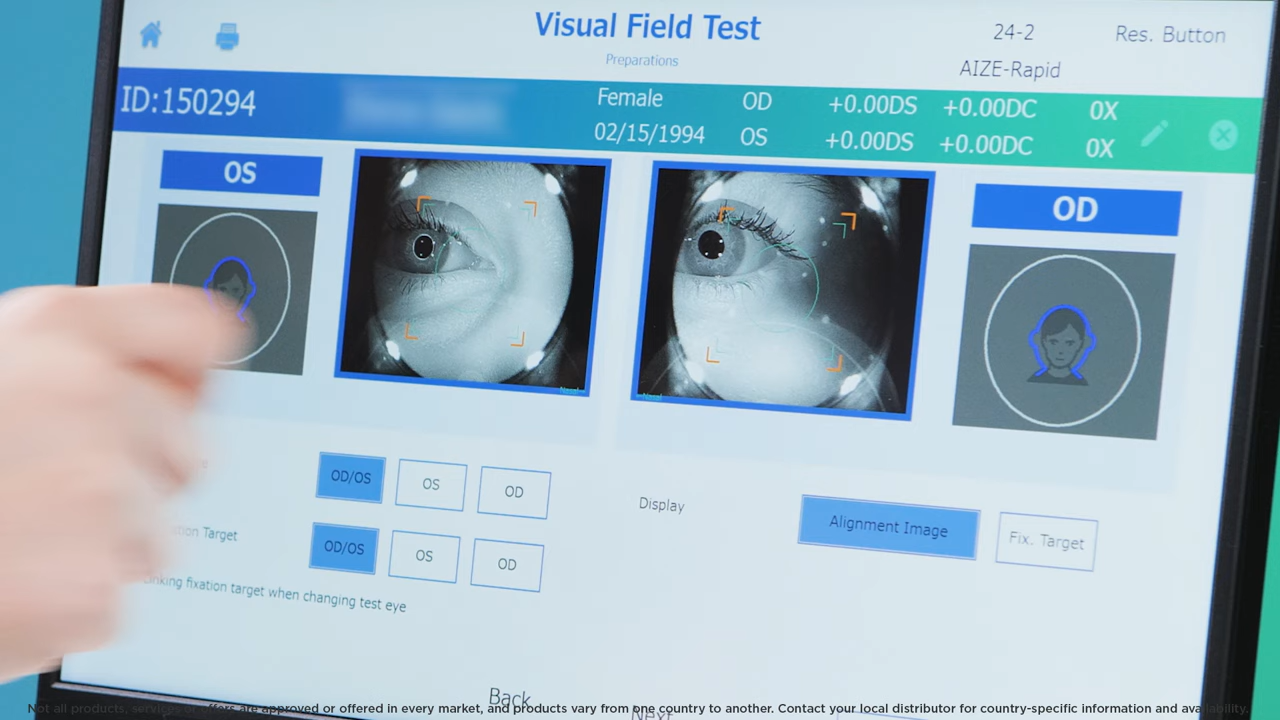 Visual Field Test
Preparations
24-2
Res. Button
AIZE-Rapid
ID:150294
Female OD +0.00DS +0.00DC 0X
02/15/1994 OS +0.00DS +0.00DC 0X
OS
OD
Nasal
Nasal
OD/OS OS OD
Display
Alignment Image
Fix. Target
Target
OD/OS OS OD
fixation target when changing test eye
Back
Next
Not all products, services or offers are approved or offered in every market, and products vary from one country to another. Contact your local distributor for country-specific information and availability.